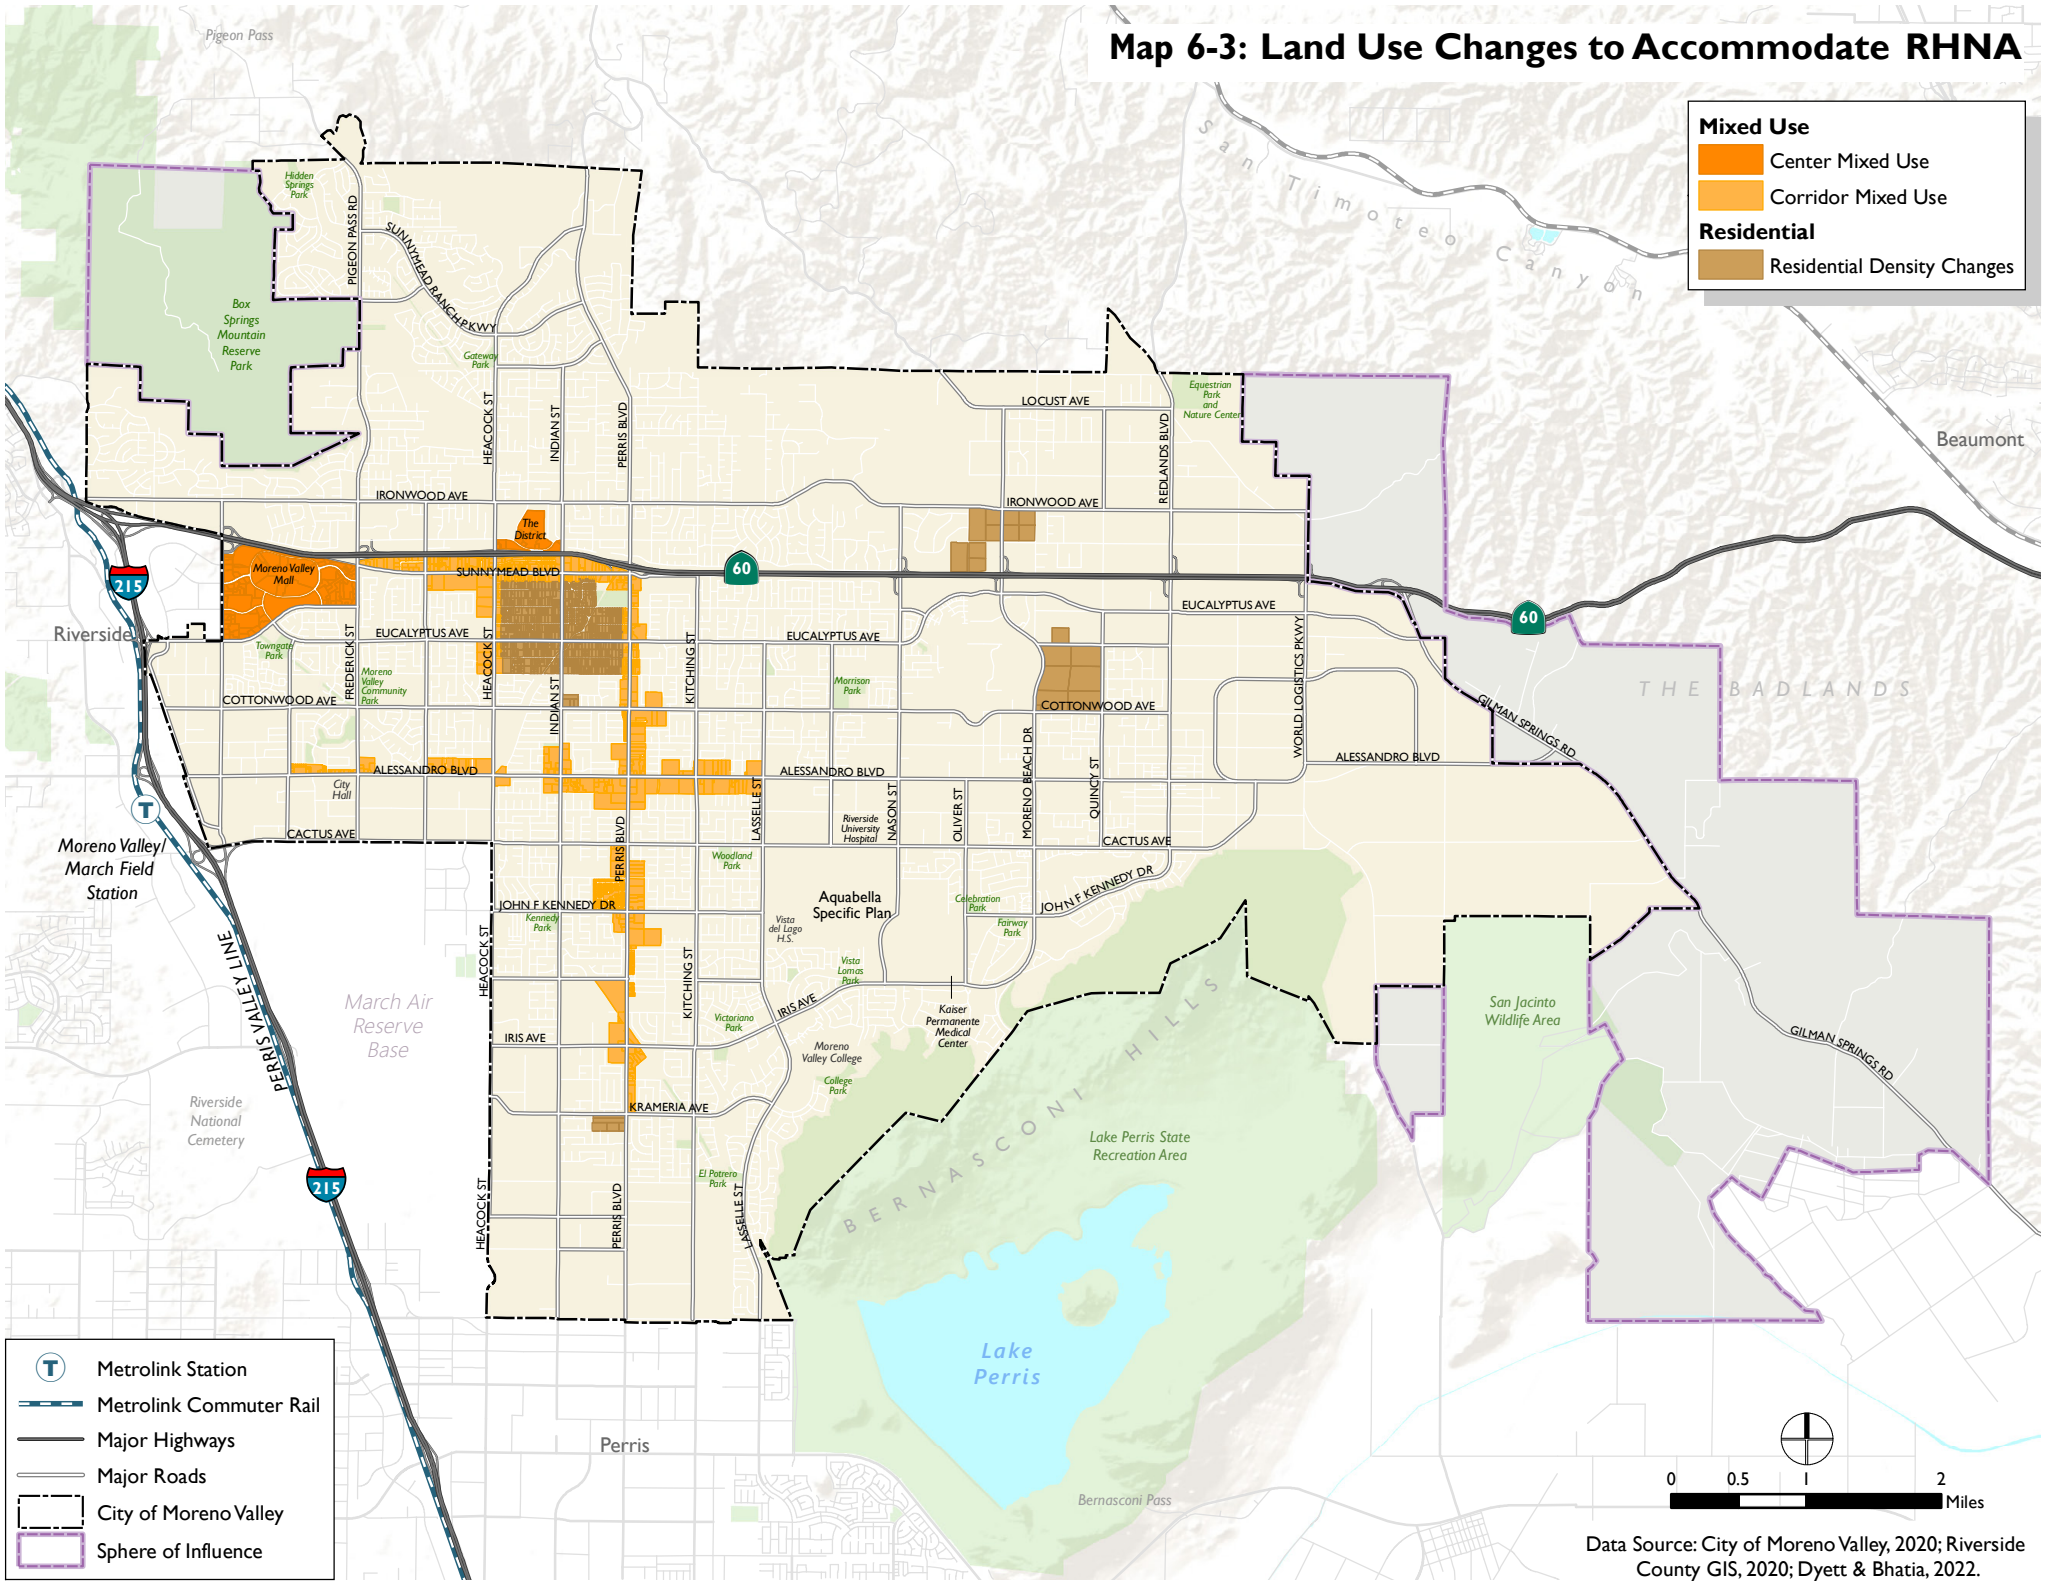 Map 6-3: Land Use Changes to Accommodate RHNA
Mixed Use
Center Mixed Use
Corridor Mixed Use
Residential
Residential Density Changes
Pigeon Pass
San Timoteo Canyon
Hidden
Springs
Park
PIGEON PASS RD
SUNNYMEAD RANCH PKWY
Box
Springs
Mountain
Reserve
Park
Gateway
Park
HEACOCK ST
INDIAN ST
PERRIS BLVD
LOCUST AVE
Equestrian
Park
and
Nature Center
REDLANDS BLVD
Beaumont
IRONWOOD AVE
IRONWOOD AVE
The
District
Moreno Valley
Mall
SUNNYMEAD BLVD
60
215
60
Riverside
EUCALYPTUS AVE
EUCALYPTUS AVE
EUCALYPTUS AVE
Towngate
Park
FREDERICK ST
Moreno
Valley
Community
Park
HEACOCK ST
INDIAN ST
KITCHING ST
Morrison
Park
WORLD LOGISTICS PKWY
THE BADLANDS
COTTONWOOD AVE
COTTONWOOD AVE
GILMAN SPRINGS RD
ALESSANDRO BLVD
ALESSANDRO BLVD
ALESSANDRO BLVD
City
Hall
LASSELLE ST
NASON ST
OLIVER ST
MORENO BEACH DR
QUINCY ST
Riverside
University
Hospital
CACTUS AVE
CACTUS AVE
PERRIS BLVD
T
Moreno Valley/
March Field
Station
Woodland
Park
Aquabella
Specific Plan
Celebration
Park
Fairway
Park
JOHN F KENNEDY DR
JOHN F KENNEDY DR
Kennedy
Park
Vista
del Lago
H.S.
HEACOCK ST
KITCHING ST
Vista
Lomas
Park
PERRIS VALLEY LINE
March Air
Reserve
Base
IRIS AVE
IRIS AVE
Victoriano
Park
Kaiser
Permanente
Medical
Center
Moreno
Valley College
College
Park
San Jacinto
Wildlife Area
GILMAN SPRINGS RD
Riverside
National
Cemetery
KRAMERIA AVE
BERNASCONI HILLS
Lake Perris State
Recreation Area
215
El Potrero
Park
HEACOCK ST
PERRIS BLVD
LASSELLE ST
Lake
Perris
Perris
Bernasconi Pass
T Metrolink Station
Metrolink Commuter Rail
Major Highways
Major Roads
City of Moreno Valley
Sphere of Influence
0 0.5 1 2
Miles
Data Source: City of Moreno Valley, 2020; Riverside
County GIS, 2020; Dyett & Bhatia, 2022.